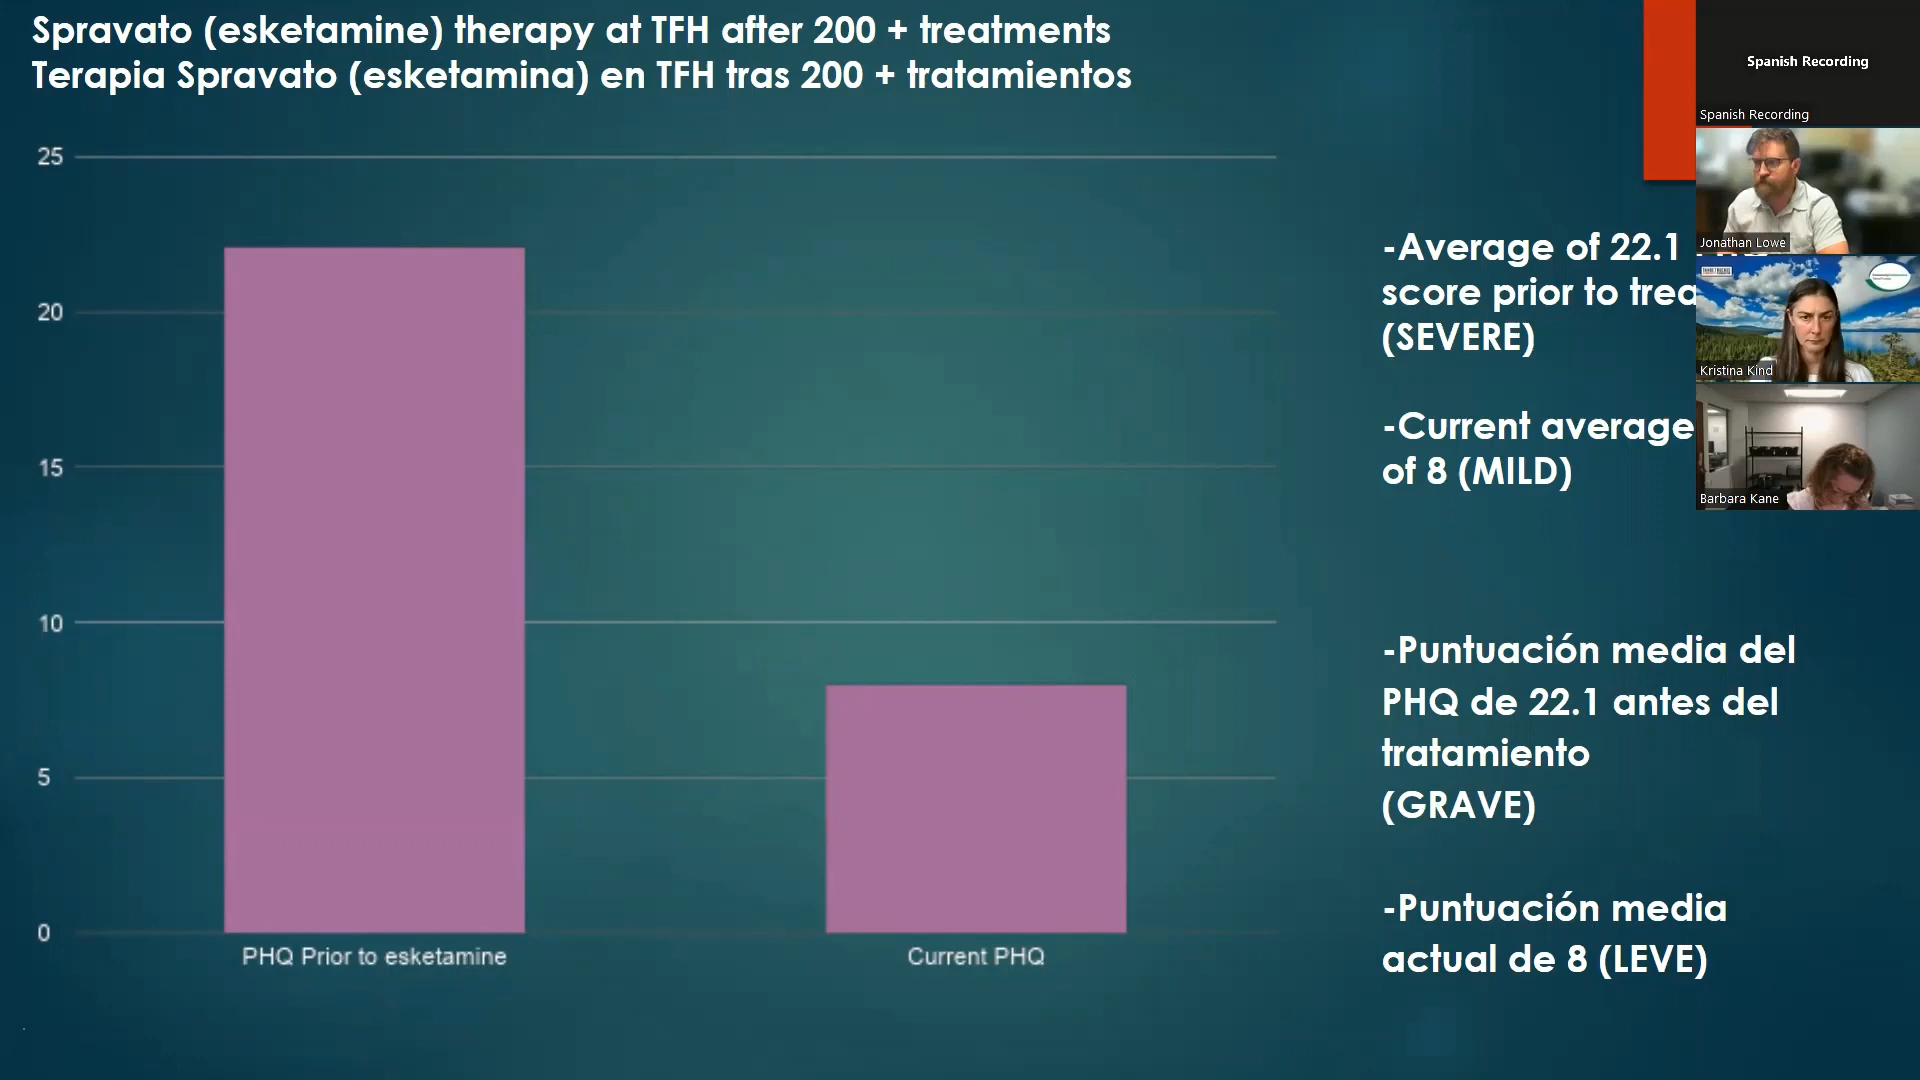 Spravato (esketamine) therapy at TFH after 200 + treatments
Terapia Spravato (esketamina) en TFH tras 200 + tratamientos
25
20
15
10
5
0
PHQ Prior to esketamine
Current PHQ
-Average of 22.1
score prior to
(SEVERE)
-Current average
of 8 (MILD)
-Puntuación media del
PHQ de 22.1 antes del
tratamiento
(GRAVE)
-Puntuación media
actual de 8 (LEVE)
Spanish Recording
Spanish Recording
Jonathan Lowe
Kristina Kind
Barbara Kane